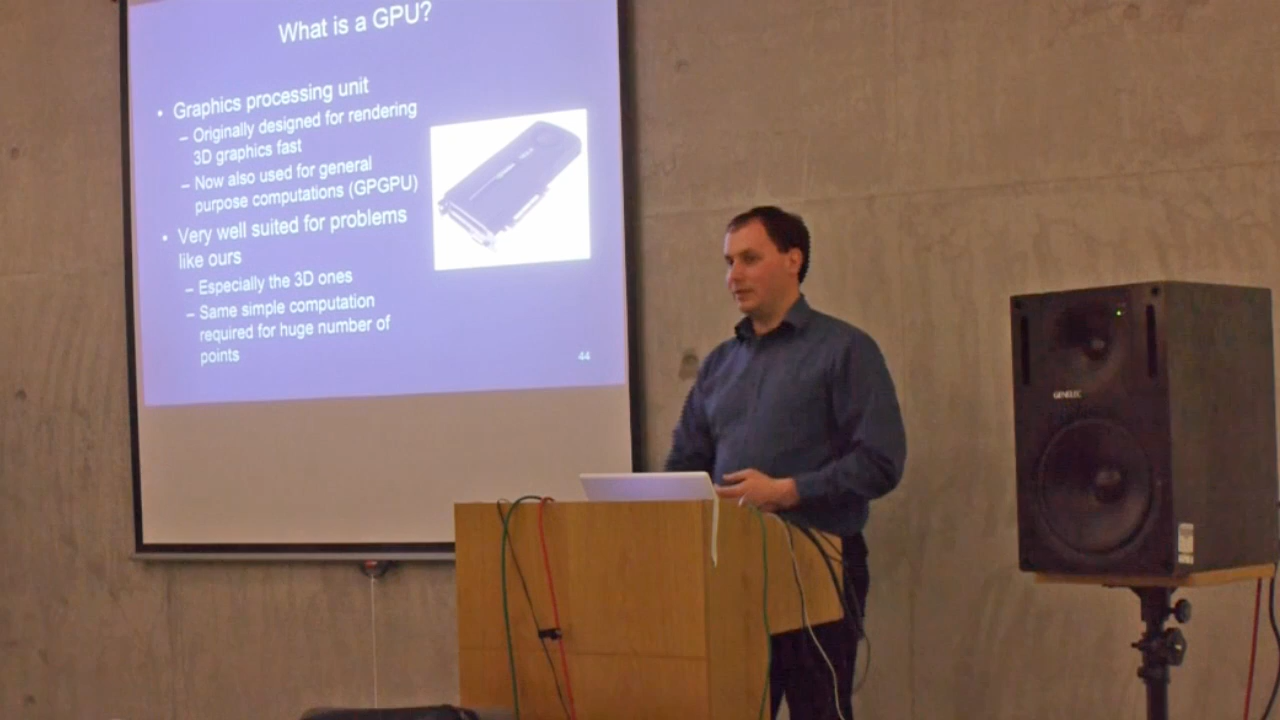 What is a GPU?
• Graphics processing unit
– Originally designed for rendering
3D graphics fast
– Now also used for general
purpose computations (GPGPU)
• Very well suited for problems
like ours
– Especially the 3D ones
– Same simple computation
required for huge number of
points
44
GENELEC